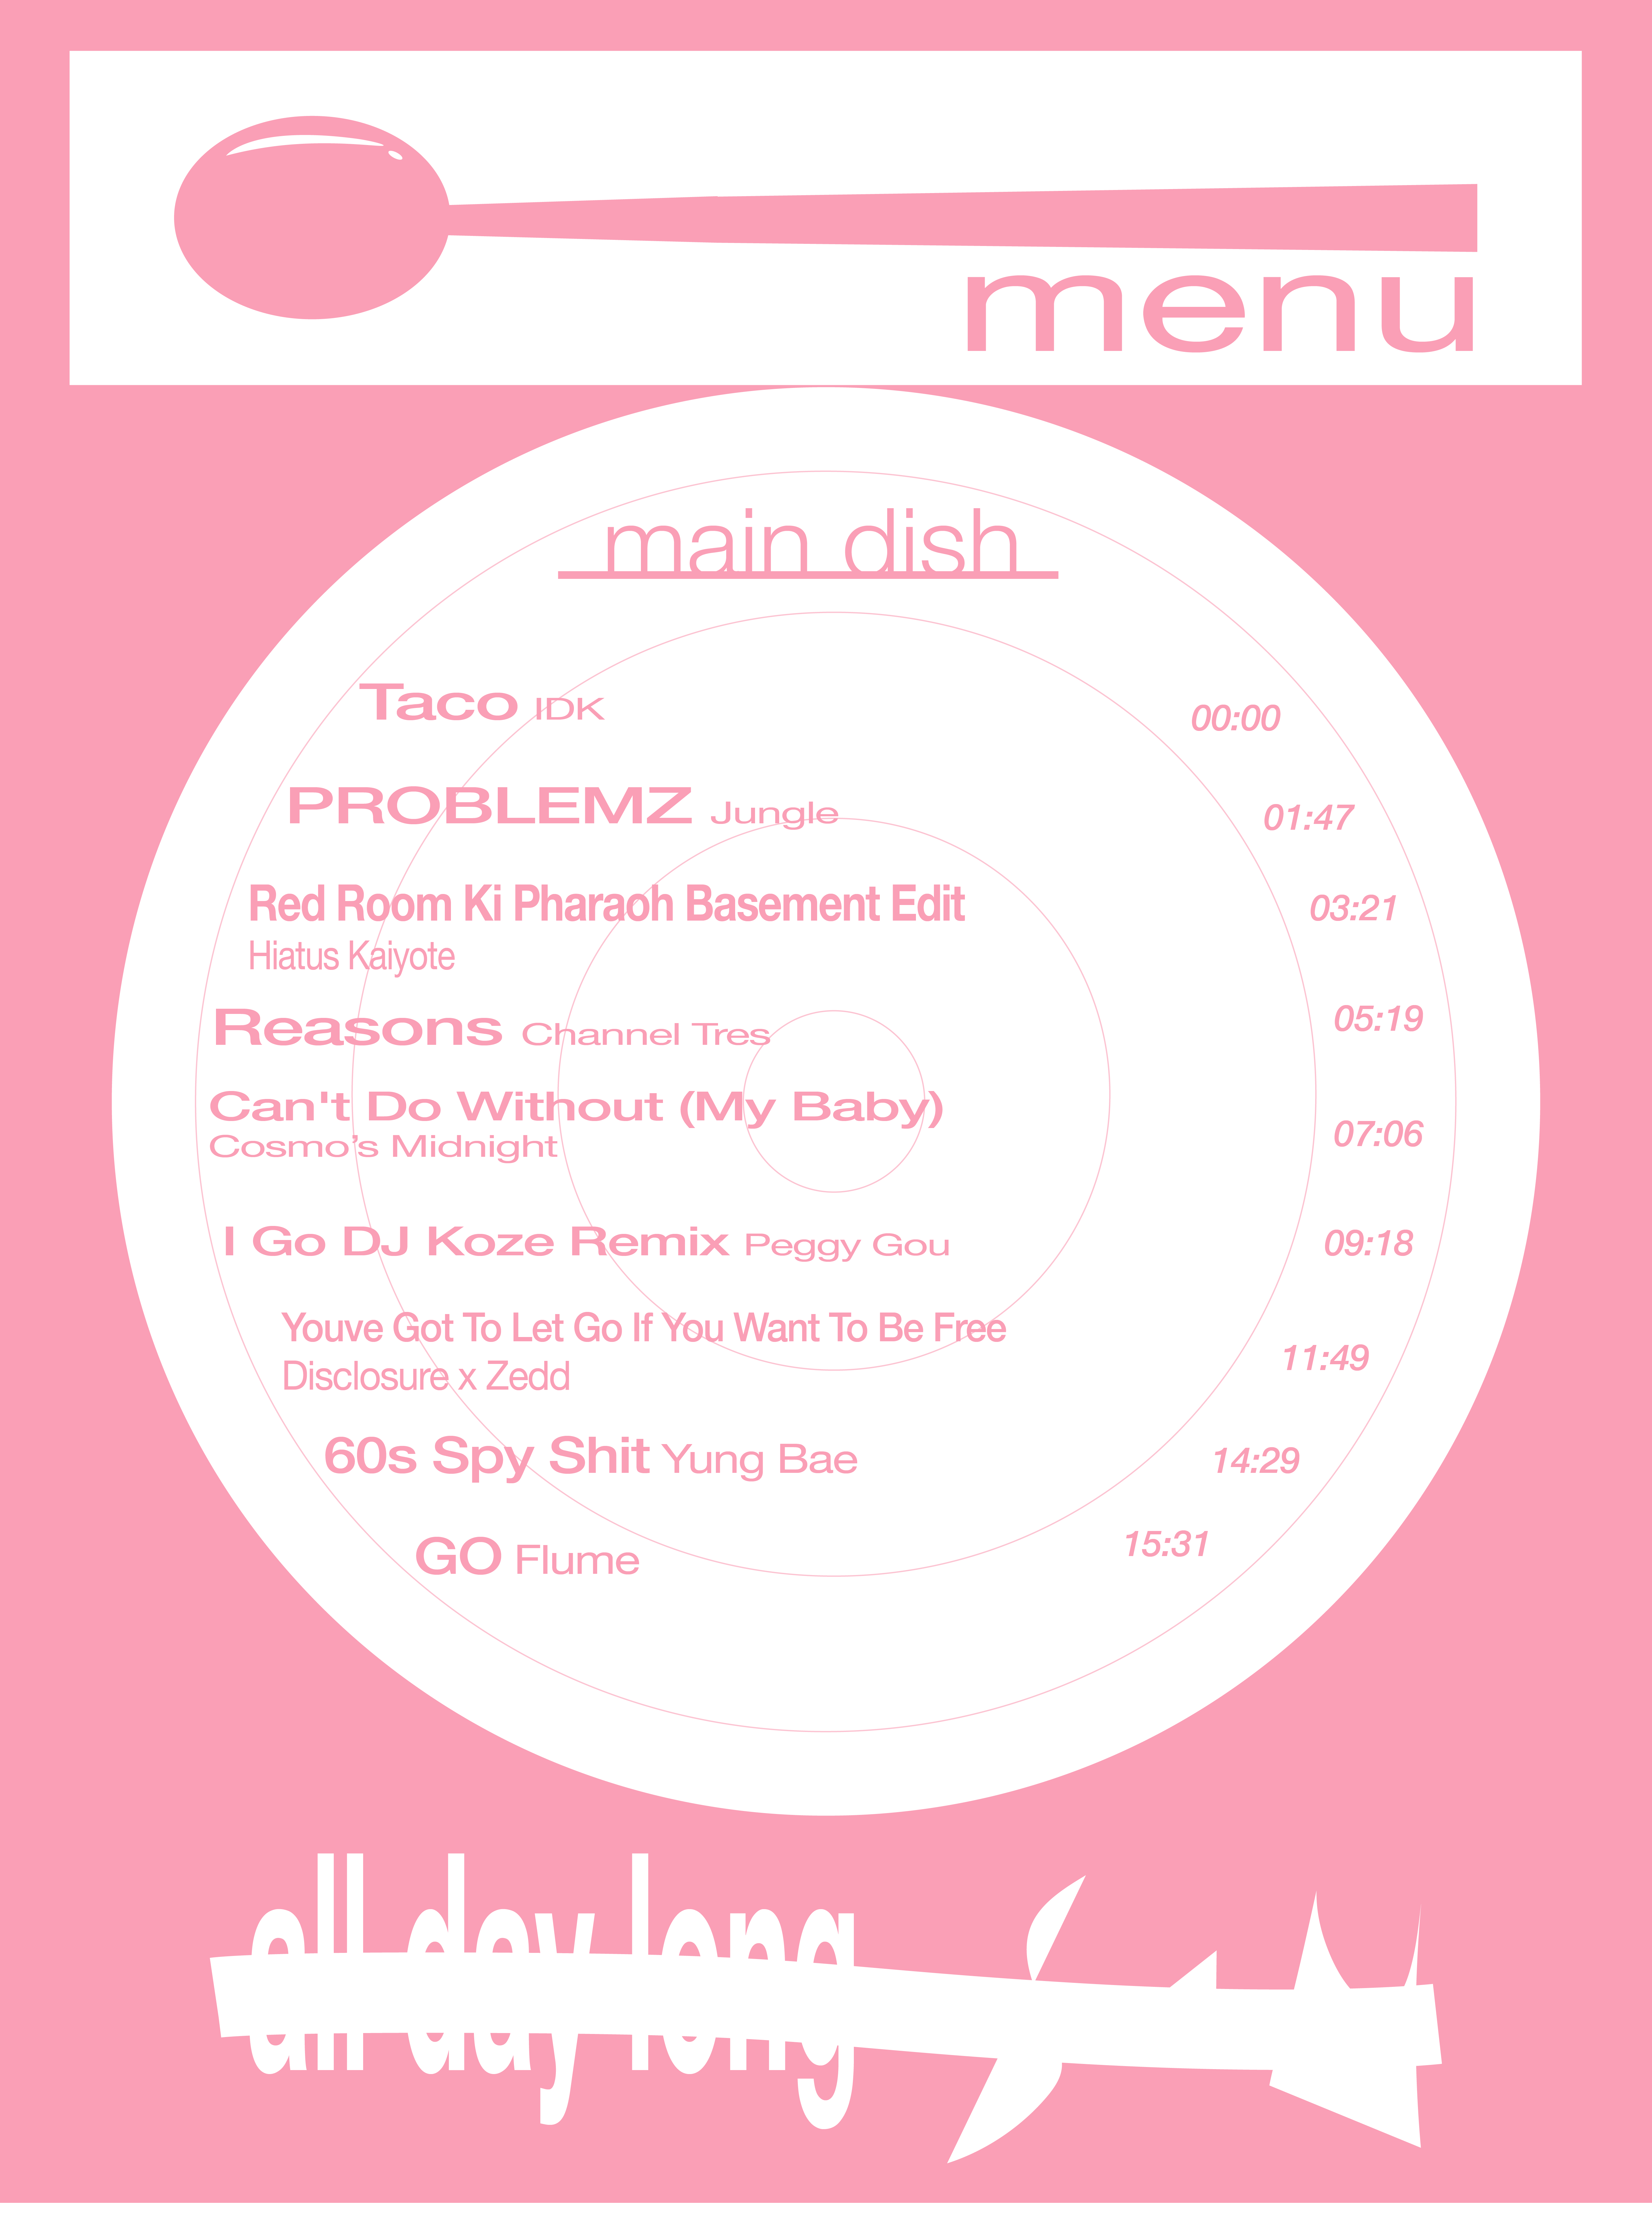 menu
main dish
Taco IDK 00:00
PROBLEMZ Jungle 01:47
Red Room Ki Pharaoh Basement Edit 03:21
Hiatus Kaiyote
Reasons Channel Tres 05:19
Can't Do Without (My Baby) 07:06
Cosmo’s Midnight
I Go DJ Koze Remix Peggy Gou 09:18
Youve Got To Let Go If You Want To Be Free 11:49
Disclosure x Zedd
60s Spy Shit Yung Bae 14:29
GO Flume 15:31
all day long